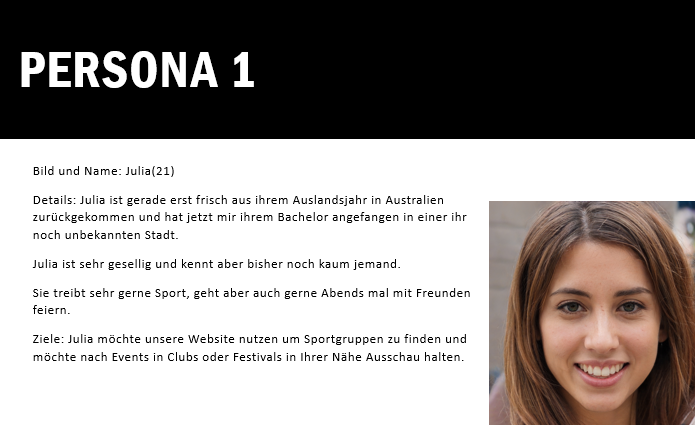 PERSONA 1
Bild und Name: Julia(21)
Details: Julia ist gerade erst frisch aus ihrem Auslandsjahr in Australien
zurückgekommen und hat jetzt mir ihrem Bachelor angefangen in einer ihr
noch unbekannten Stadt.
Julia ist sehr gesellig und kennt aber bisher noch kaum jemand.
Sie treibt sehr gerne Sport, geht aber auch gerne Abends mal mit Freunden
feiern.
Ziele: Julia möchte unsere Website nutzen um Sportgruppen zu finden und
möchte nach Events in Clubs oder Festivals in Ihrer Nähe Ausschau halten.